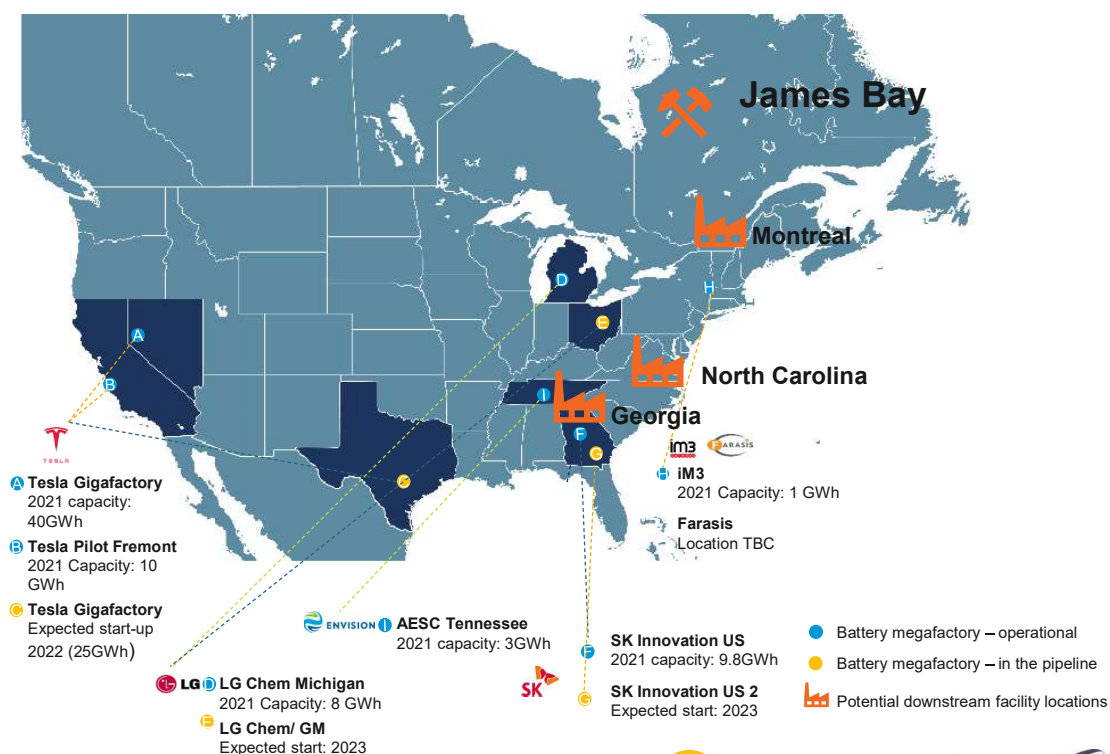 James Bay
Montreal
D
H
E
A
North Carolina
B
I
Georgia
F
iM3
FARASIS
TESLA
G
C
H iM3
2021 Capacity: 1 GWh
A Tesla Gigafactory
2021 capacity:
40GWh
Farasis
Location TBC
B Tesla Pilot Fremont
2021 Capacity: 10
GWh
C Tesla Gigafactory
Expected start-up
2022 (25GWh)
ENVISION I AESC Tennessee
2021 capacity: 3GWh
F SK Innovation US
2021 capacity: 9.8GWh
SK
G SK Innovation US 2
Expected start: 2023
LG D LG Chem Michigan
2021 Capacity: 8 GWh
E LG Chem/ GM
Expected start: 2023
Battery megafactory – operational
Battery megafactory – in the pipeline
Potential downstream facility locations